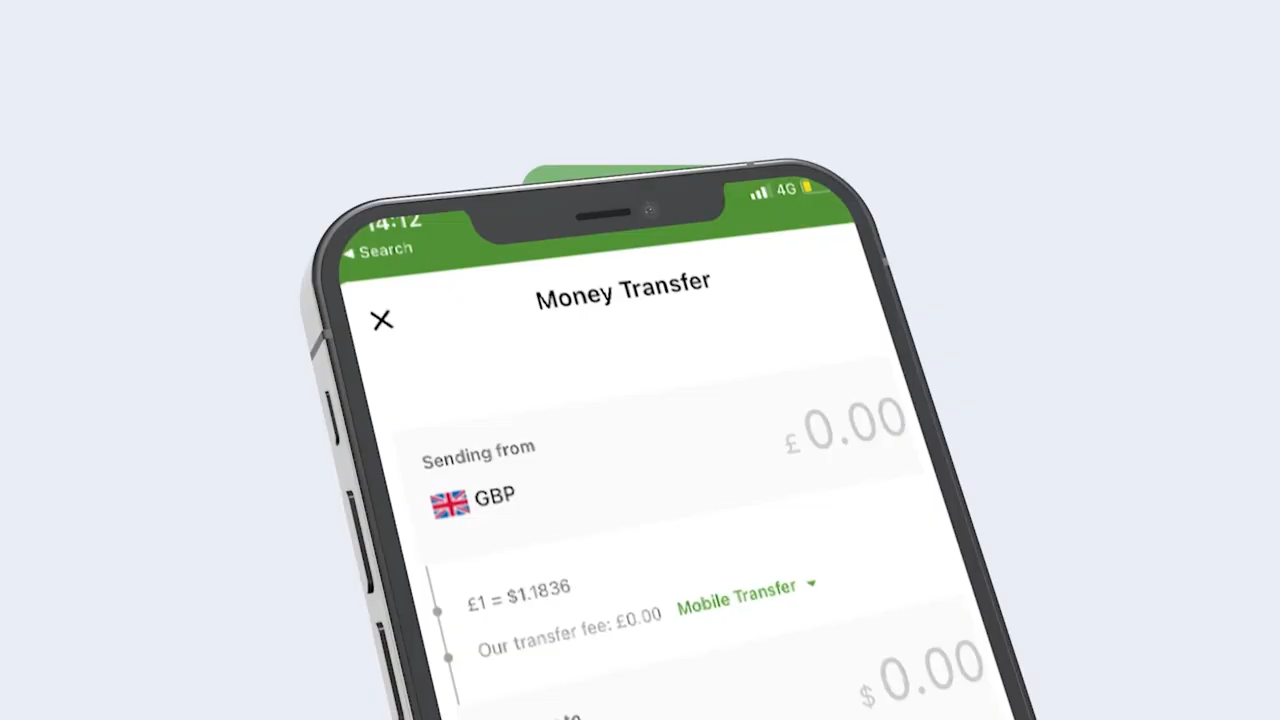 14:12
4G
◀ Search
Money Transfer
£ 0.00
Sending from
GBP
£1 = $1.1836
Our transfer fee: £0.00 Mobile Transfer
$ 0.00